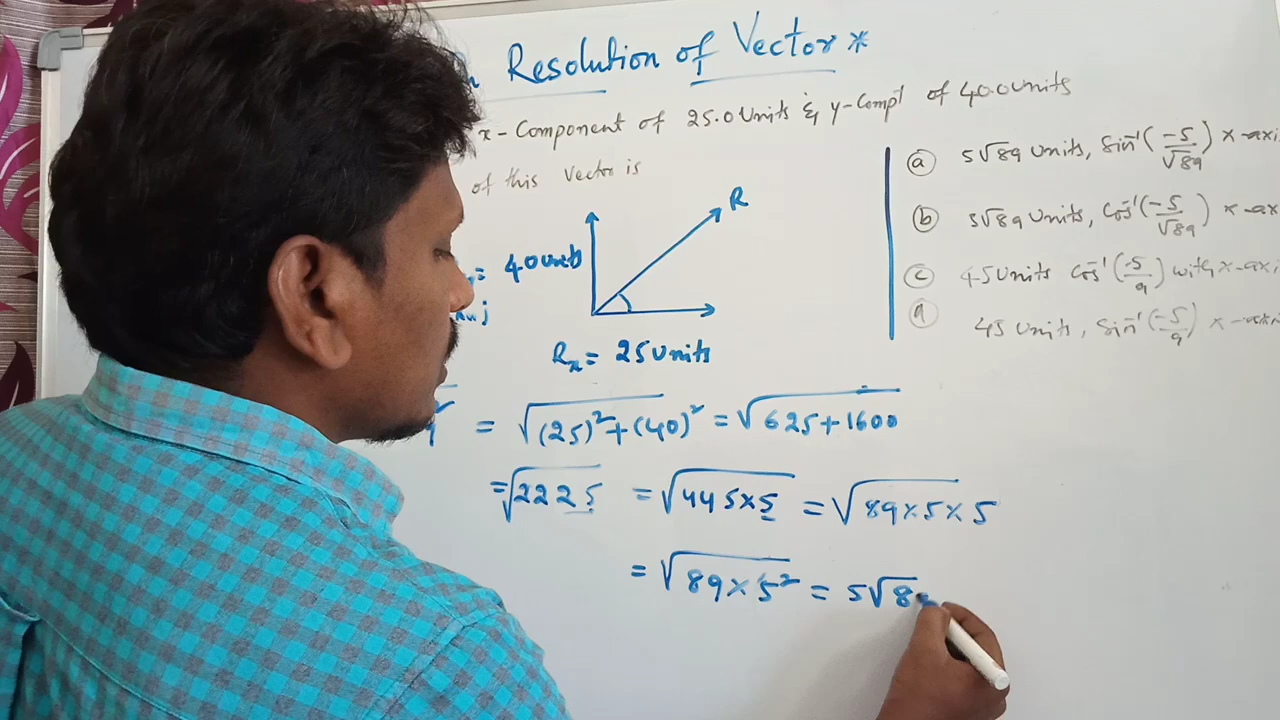 Resolution of Vector *
x-Component of 25.0 Units & y-Comp^t of 40.0 Units
of this Vector is
R
= 40 units
Rx = 25 Units
= √(25)² + (40)² = √625+1600
= √2225 = √445×5 = √89×5×5
= √89×5² = 5√8
(a) 5√89 Units, Sin⁻¹(-5/√89) x-axi
(b) 5√89 Units, Cos⁻¹(-5/√89) x-ax
(c) 45 Units Cos⁻¹(-5/9) with x-axi
(d) 45 Units, Sin⁻¹(-5/9) x-axi